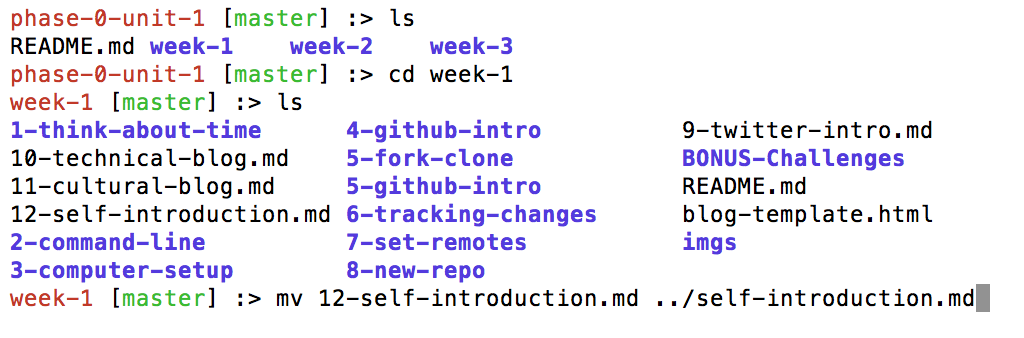 phase-0-unit-1 [master] :> ls
README.md week-1    week-2    week-3
phase-0-unit-1 [master] :> cd week-1
week-1 [master] :> ls
1-think-about-time      4-github-intro          9-twitter-intro.md
10-technical-blog.md    5-fork-clone            BONUS-Challenges
11-cultural-blog.md     5-github-intro          README.md
12-self-introduction.md 6-tracking-changes      blog-template.html
2-command-line          7-set-remotes           imgs
3-computer-setup        8-new-repo
week-1 [master] :> mv 12-self-introduction.md ../self-introduction.md